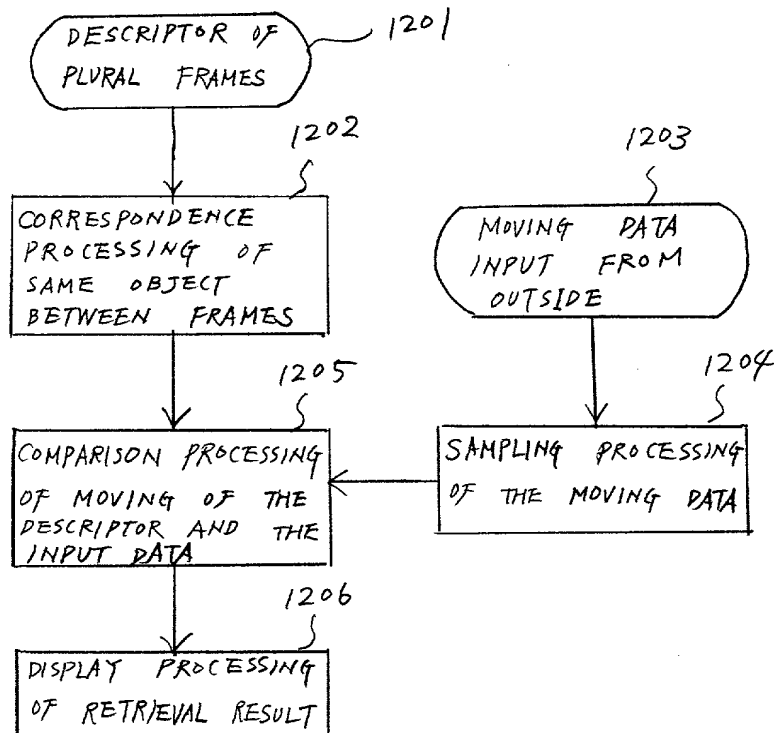 DESCRIPTOR OF
PLURAL FRAMES
1201
1202
CORRESPONDENCE
PROCESSING OF
SAME OBJECT
BETWEEN FRAMES
1203
MOVING DATA
INPUT FROM
OUTSIDE
1204
SAMPLING PROCESSING
OF THE MOVING DATA
1205
COMPARISON PROCESSING
OF MOVING OF THE
DESCRIPTOR AND THE
INPUT DATA
1206
DISPLAY PROCESSING
OF RETRIEVAL RESULT